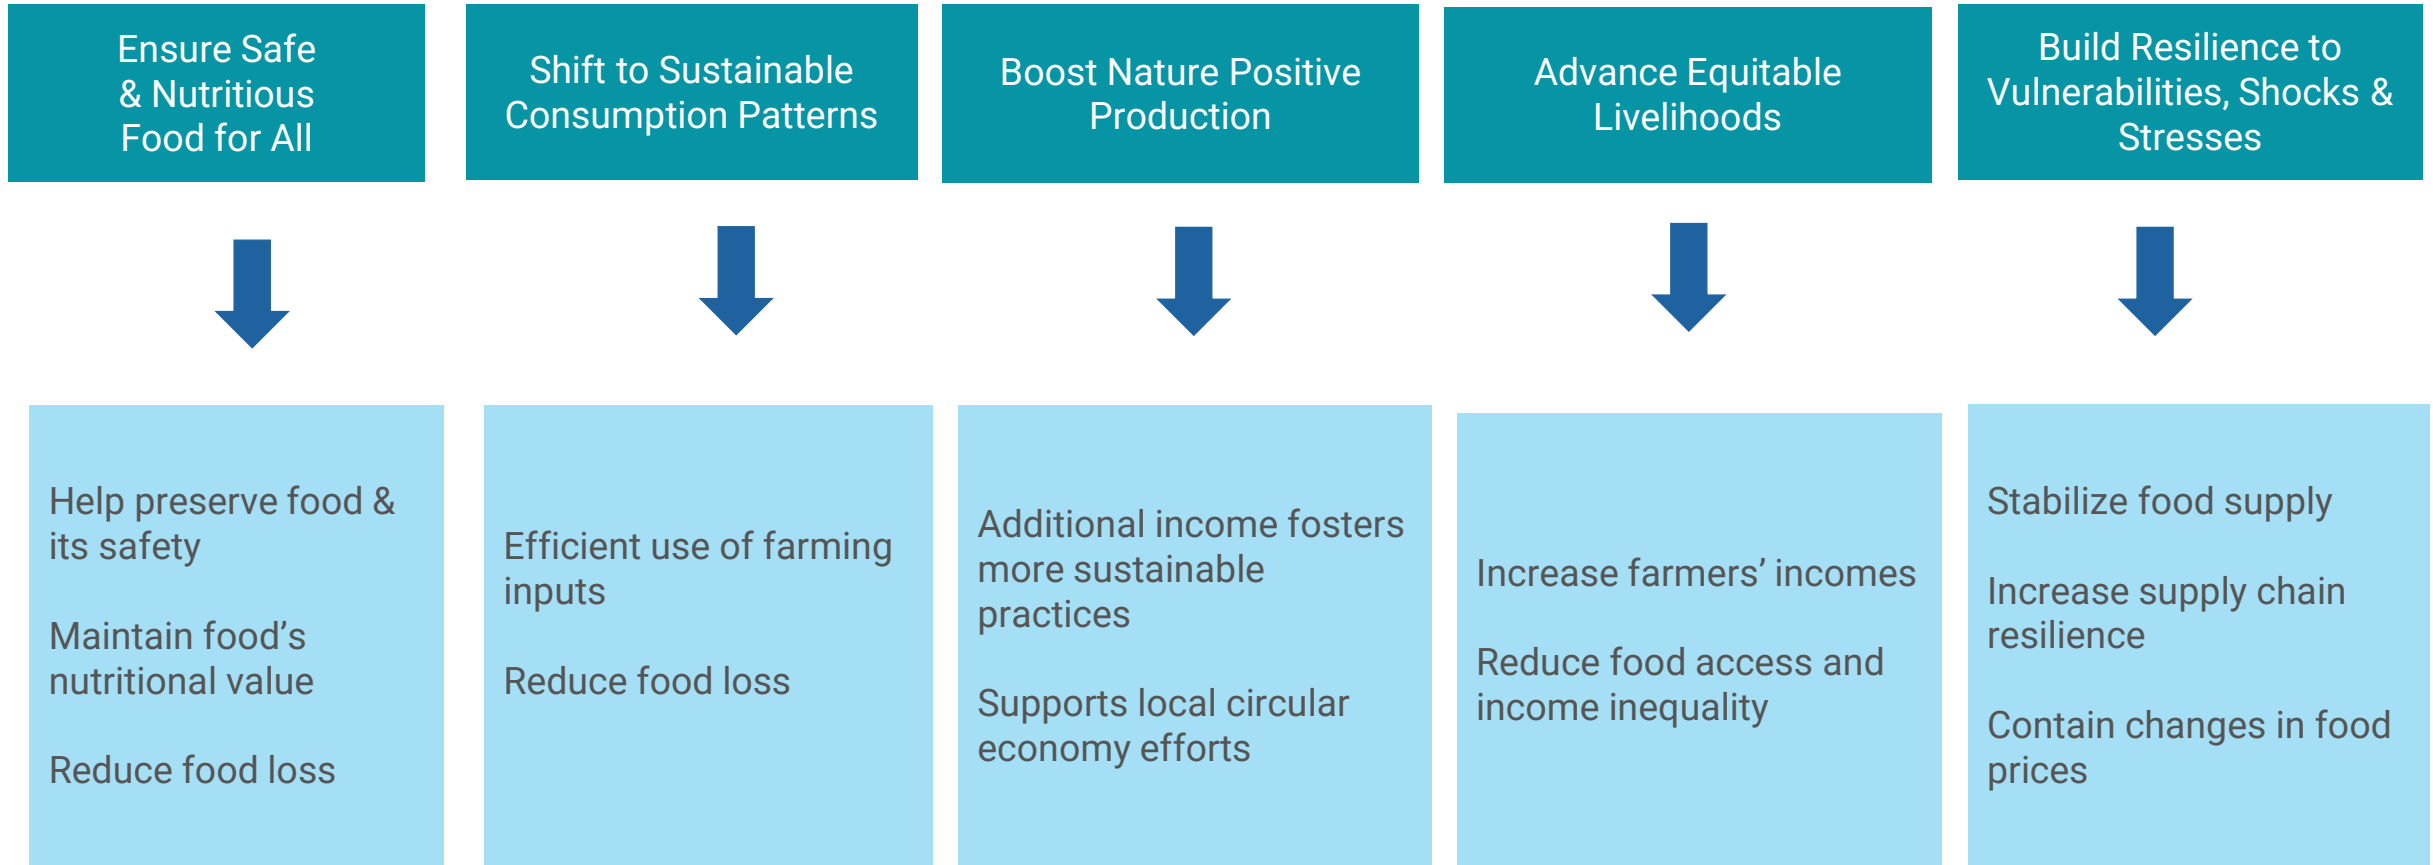 Ensure Safe
& Nutritious
Food for All
Shift to Sustainable
Consumption Patterns
Boost Nature Positive
Production
Advance Equitable
Livelihoods
Build Resilience to
Vulnerabilities, Shocks &
Stresses
Help preserve food &
its safety
Maintain food’s
nutritional value
Reduce food loss
Efficient use of farming
inputs
Reduce food loss
Additional income fosters
more sustainable
practices
Supports local circular
economy efforts
Increase farmers’ incomes
Reduce food access and
income inequality
Stabilize food supply
Increase supply chain
resilience
Contain changes in food
prices